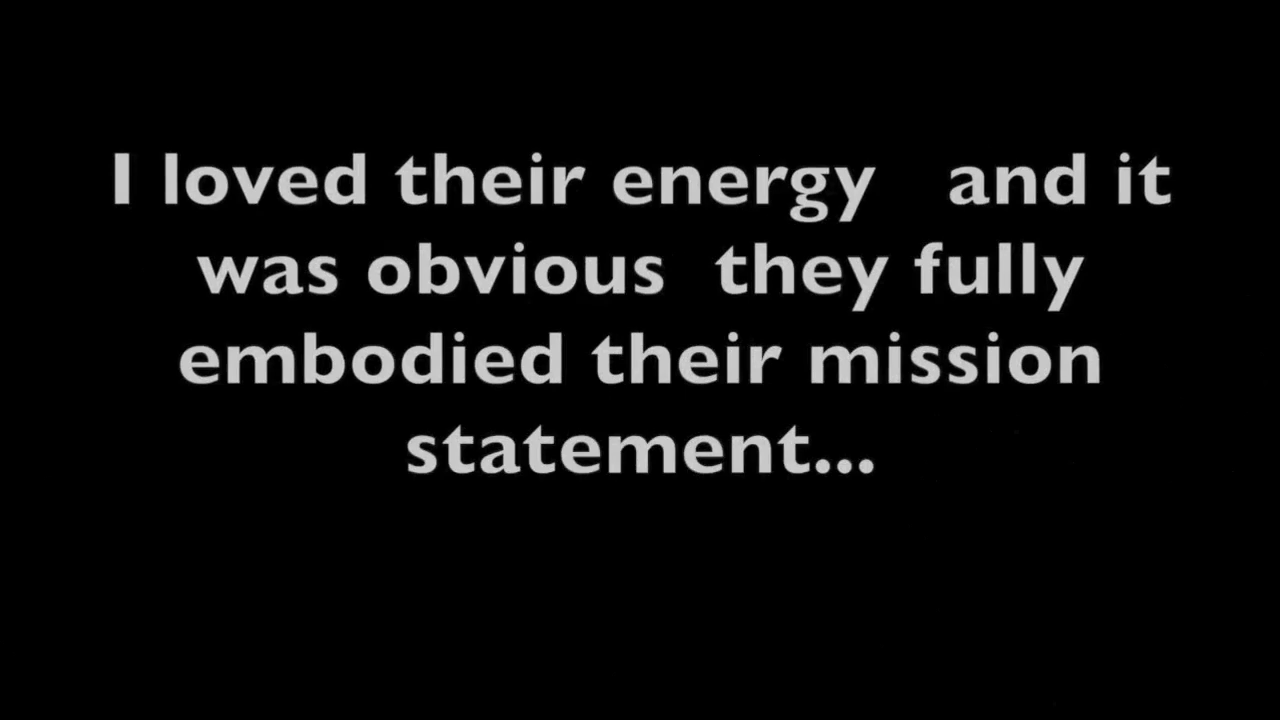 I loved their energy   and it
was obvious  they fully
embodied their mission
statement...